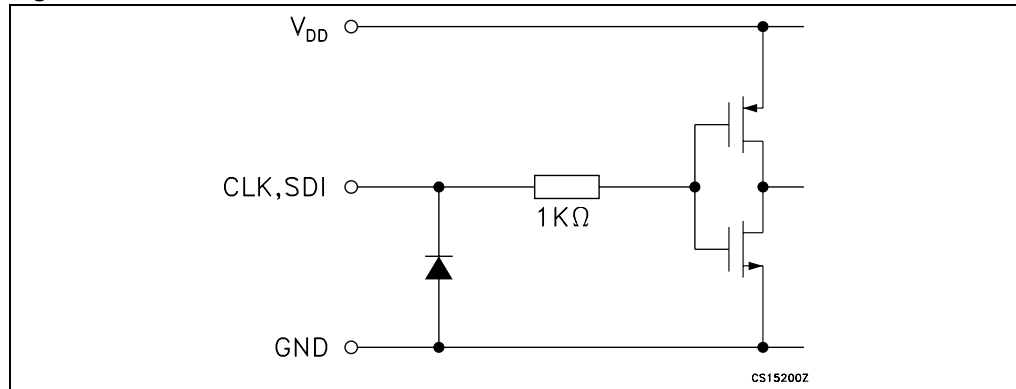 V_DD
CLK,SDI
1KΩ
GND
CS15200Z